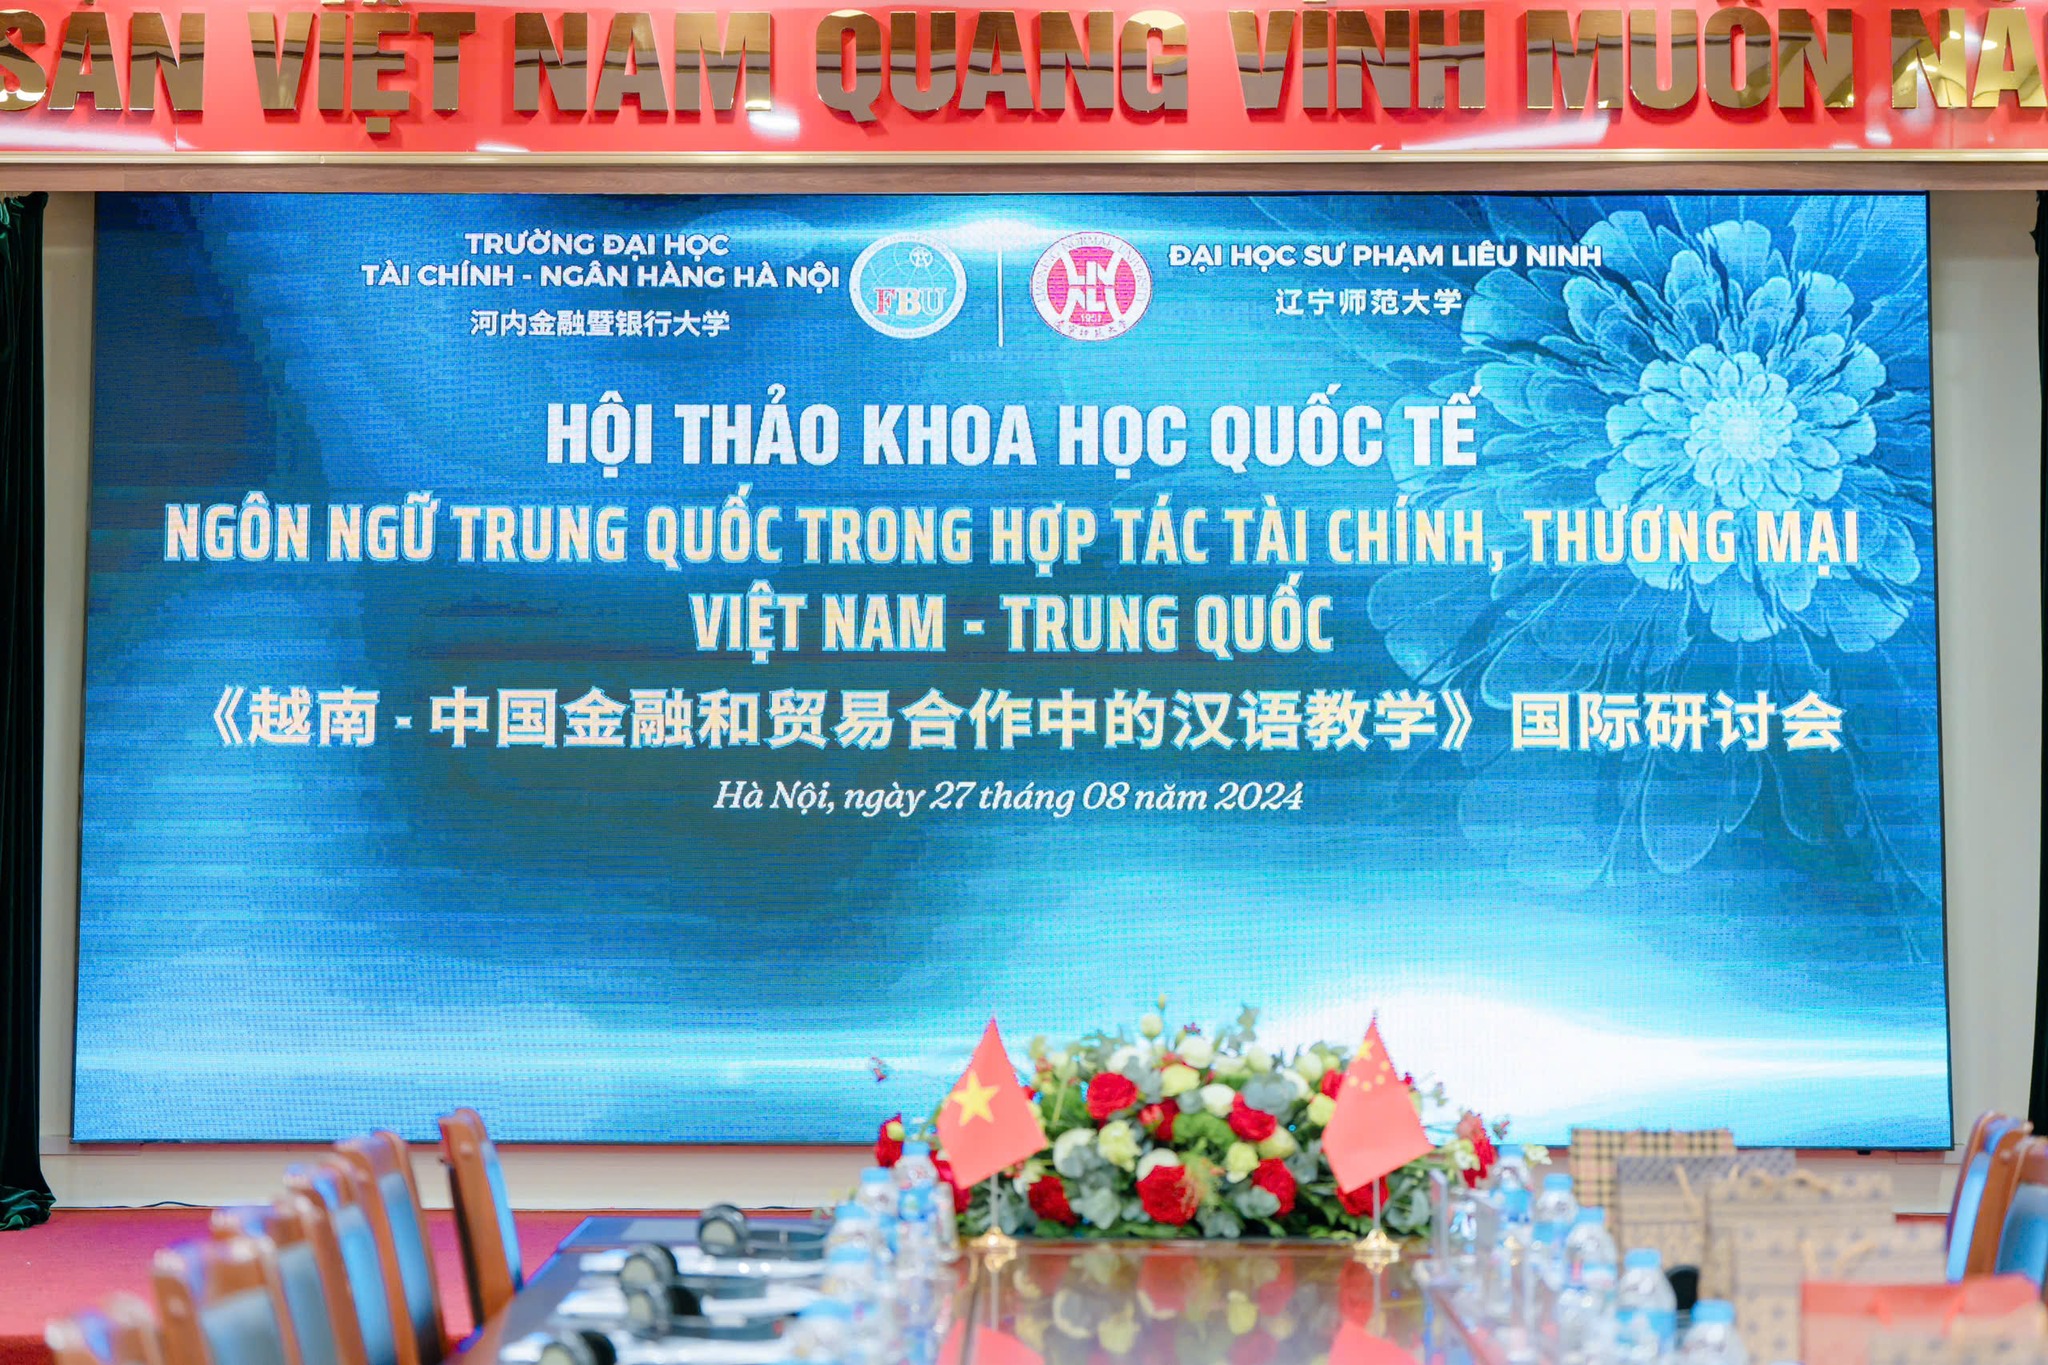 SẢN VIỆT NAM QUANG VINH MUÔN NĂ
TRƯỜNG ĐẠI HỌC
TÀI CHÍNH - NGÂN HÀNG HÀ NỘI
河内金融暨银行大学
FBU
1951
ĐẠI HỌC SƯ PHẠM LIÊU NINH
辽宁师范大学
HỘI THẢO KHOA HỌC QUỐC TẾ
NGÔN NGỮ TRUNG QUỐC TRONG HỢP TÁC TÀI CHÍNH, THƯƠNG MẠI
VIỆT NAM - TRUNG QUỐC
《越南 - 中国金融和贸易合作中的汉语教学》国际研讨会
Hà Nội, ngày 27 tháng 08 năm 2024